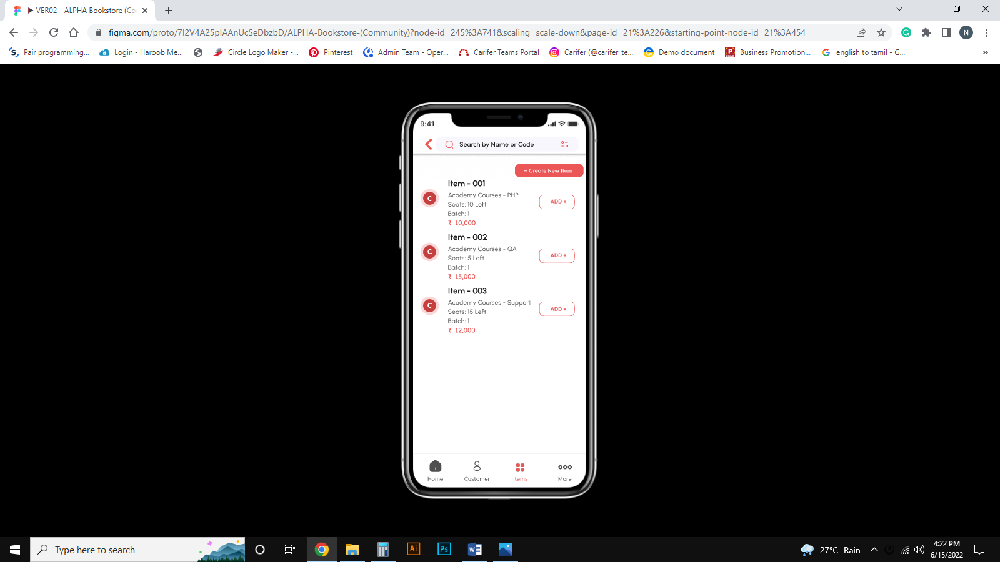 VER02 - ALPHA Bookstore (Co
figma.com/proto/7I2V4A25pIAAnUcSeDbzbD/ALPHA-Bookstore-(Community)?node-id=245%3A741&scaling=scale-down&page-id=21%3A226&starting-point-node-id=21%3A454
N
Pair programming...
Login - Haroob Me...
Circle Logo Maker -...
Pinterest
Admin Team - Oper...
Carifer Teams Portal
Carifer (@carifer_te...
Demo document
Business Promotion...
english to tamil - G...
9:41
Search by Name or Code
+ Create New Item
Item - 001
C
Academy Courses - PHP
Seats: 10 Left
Batch: 1
₹ 10,000
ADD +
Item - 002
C
Academy Courses - QA
Seats: 5 Left
Batch: 1
₹ 15,000
ADD +
Item - 003
C
Academy Courses - Support
Seats: 15 Left
Batch: 1
₹ 12,000
ADD +
Home
Customer
Items
More
Type here to search
Ai
Ps
W
27°C Rain
4:22 PM
6/15/2022